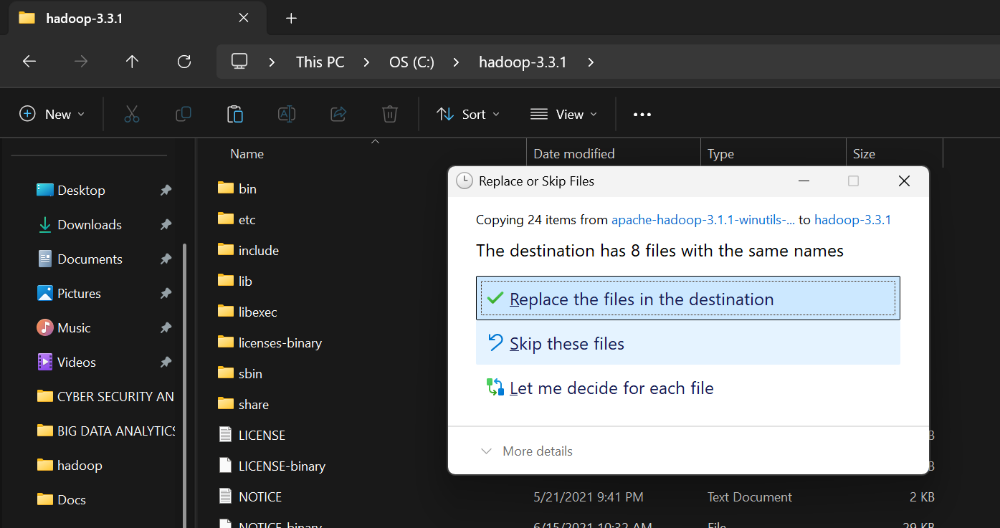 hadoop-3.3.1
This PC > OS (C:) > hadoop-3.3.1 >
New Sort View
Name Date modified Type Size
Desktop
Downloads
Documents
Pictures
Music
Videos
CYBER SECURITY AN
BIG DATA ANALYTICS
hadoop
Docs
bin
etc
include
lib
libexec
licenses-binary
sbin
share
LICENSE
LICENSE-binary
NOTICE 5/21/2021 9:41 PM Text Document 2 KB
NOTICE-binary 6/15/2021 10:32 AM File 29 KB
Replace or Skip Files
Copying 24 items from apache-hadoop-3.1.1-winutils-... to hadoop-3.3.1
The destination has 8 files with the same names
Replace the files in the destination
Skip these files
Let me decide for each file
More details